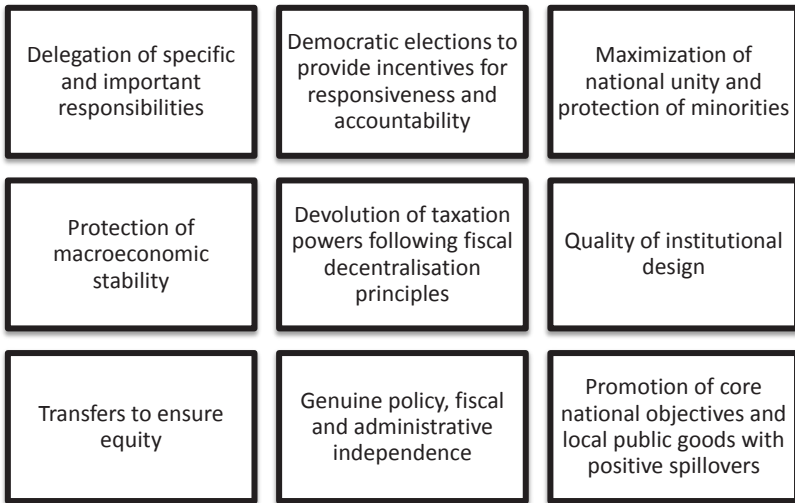 Delegation of specific
and important
responsibilities
Democratic elections to
provide incentives for
responsiveness and
accountability
Maximization of
national unity and
protection of minorities
Protection of
macroeconomic
stability
Devolution of taxation
powers following fiscal
decentralisation
principles
Quality of institutional
design
Transfers to ensure
equity
Genuine policy, fiscal
and administrative
independence
Promotion of core
national objectives and
local public goods with
positive spillovers